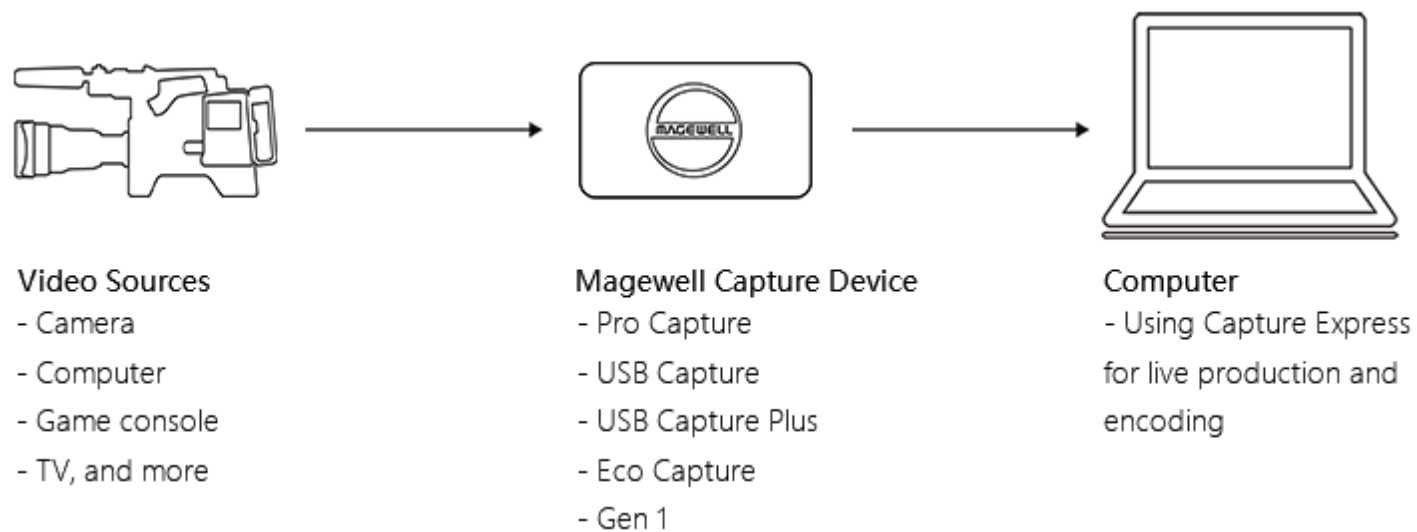 MAGEWELL
Video Sources
- Camera
- Computer
- Game console
- TV, and more
Magewell Capture Device
- Pro Capture
- USB Capture
- USB Capture Plus
- Eco Capture
- Gen 1
Computer
- Using Capture Express
for live production and
encoding